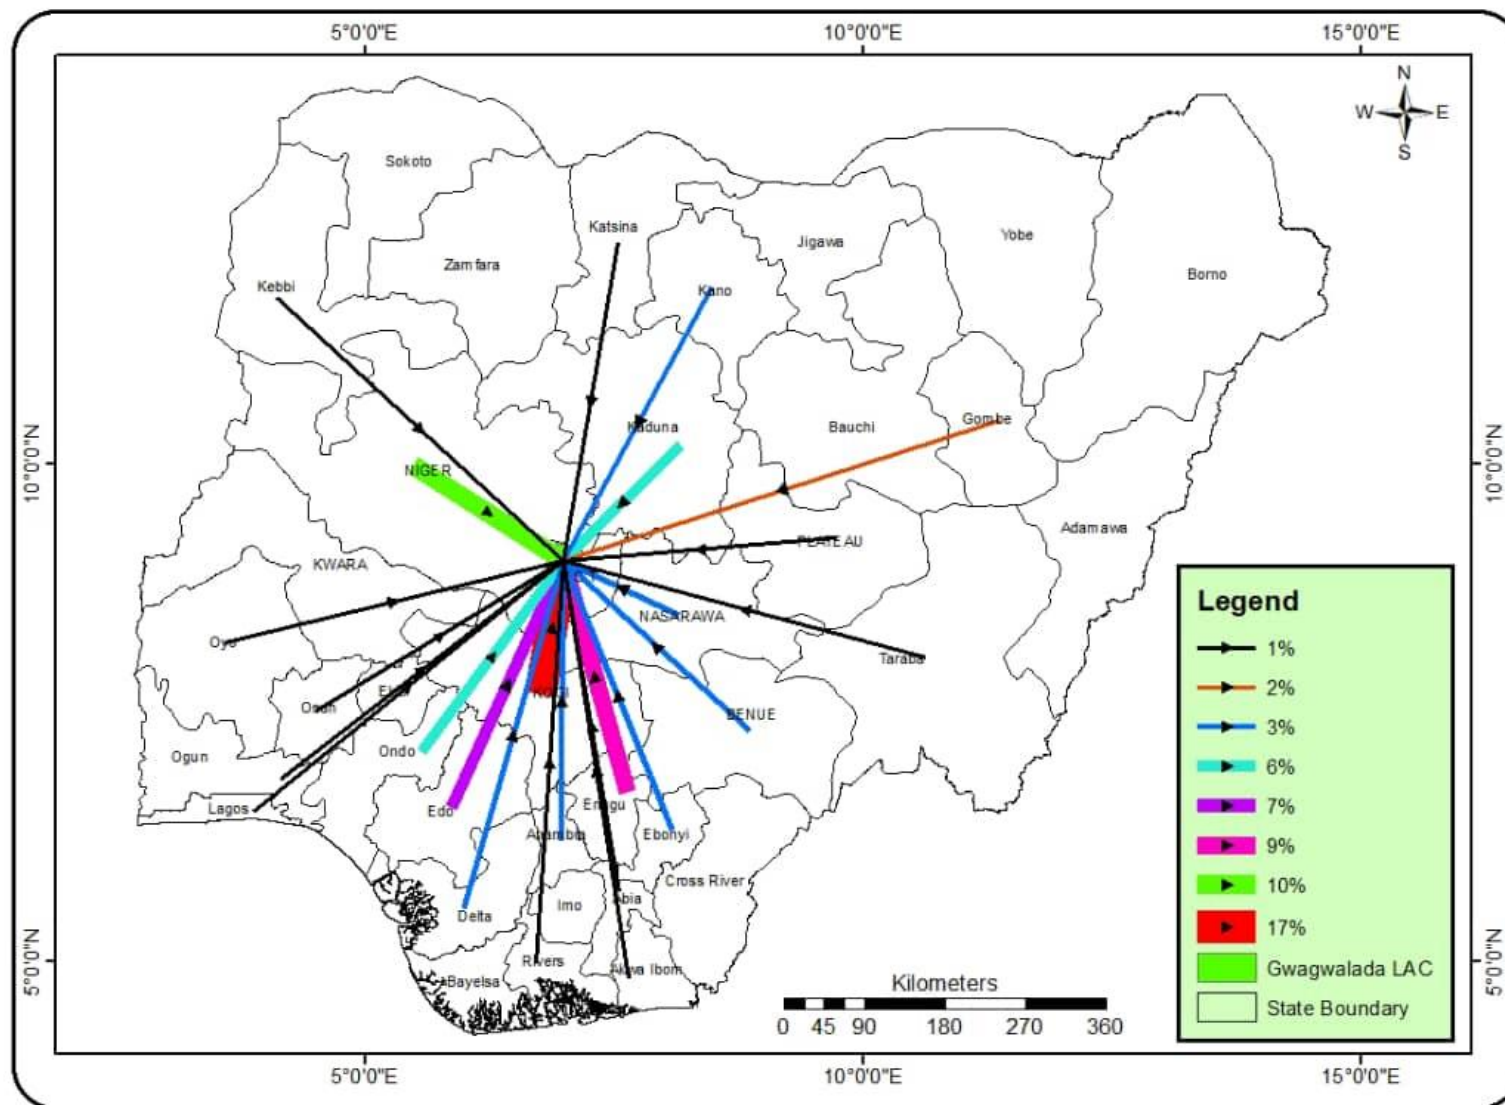 5°0'0"E 10°0'0"E 15°0'0"E
N
W E
S
Sokoto
Katsina
Yobe
Jigawa
Zamfara
Borno
Kebbi
Kano
Gombe
Kaduna
Bauchi
10°0'0"N 10°0'0"N
NIGER
Adamawa
PLATEAU
KWARA
NASARAWA
Oyo
Taraba
Osun
BENUE
Ondo
Ogun
Enugu
Lagos
Edo
Anambra
Ebonyi
Cross River
Abia
Imo
Delta
5°0'0"N 5°0'0"N
Rivers
Akwa Ibom
Bayelsa
Legend
1%
2%
3%
6%
7%
9%
10%
17%
Gwagwalada LAC
State Boundary
Kilometers
0 45 90 180 270 360
5°0'0"E 10°0'0"E 15°0'0"E